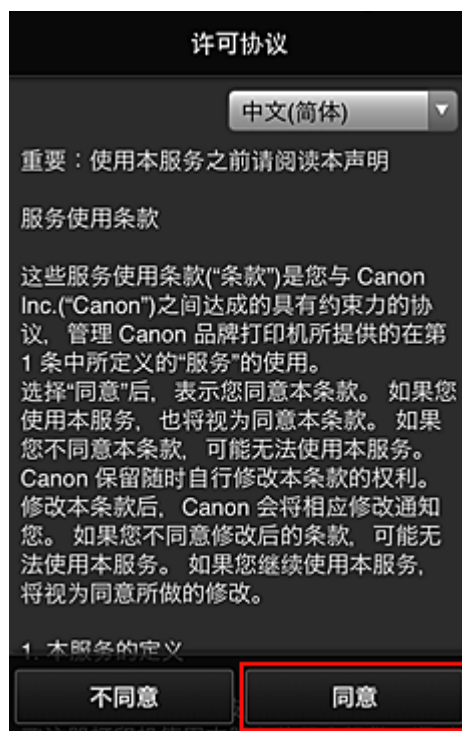 许可协议
中文(简体)
重要：使用本服务之前请阅读本声明
服务使用条款
这些服务使用条款(“条款”)是您与 Canon
Inc.(“Canon”)之间达成的具有约束力的协
议，管理 Canon 品牌打印机所提供的在第
1 条中所定义的“服务”的使用。
选择“同意”后，表示您同意本条款。 如果您
使用本服务，也将视为同意本条款。 如果
您不同意本条款，可能无法使用本服务。
Canon 保留随时自行修改本条款的权利。
修改本条款后，Canon 会将相应修改通知
您。 如果您不同意修改后的条款，可能无
法使用本服务。 如果您继续使用本服务，
将视为同意所做的修改。
1. 本服务的定义
不同意
同意